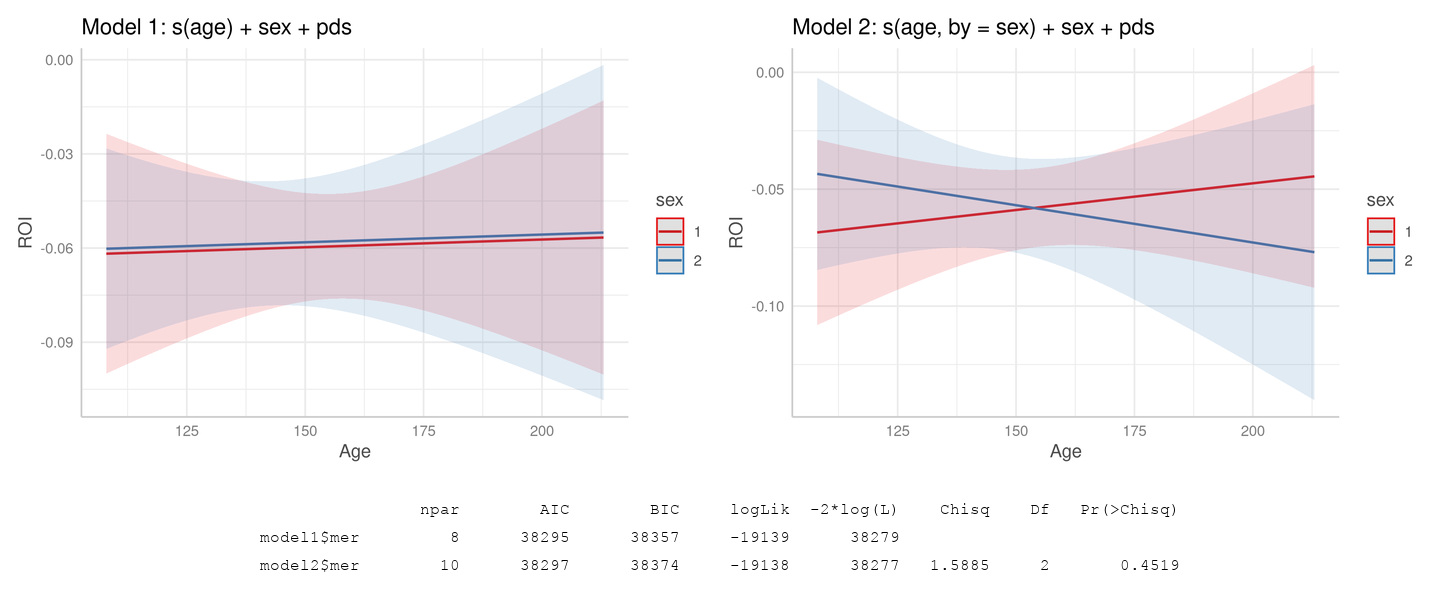 Model 1: s(age) + sex + pds
0.00
-0.03
-0.06
-0.09
ROI
125 150 175 200
Age
sex
1
2
Model 2: s(age, by = sex) + sex + pds
0.00
-0.05
-0.10
ROI
125 150 175 200
Age
sex
1
2
npar AIC BIC logLik -2*log(L) Chisq Df Pr(>Chisq)
model1$mer 8 38295 38357 -19139 38279
model2$mer 10 38297 38374 -19138 38277 1.5885 2 0.4519